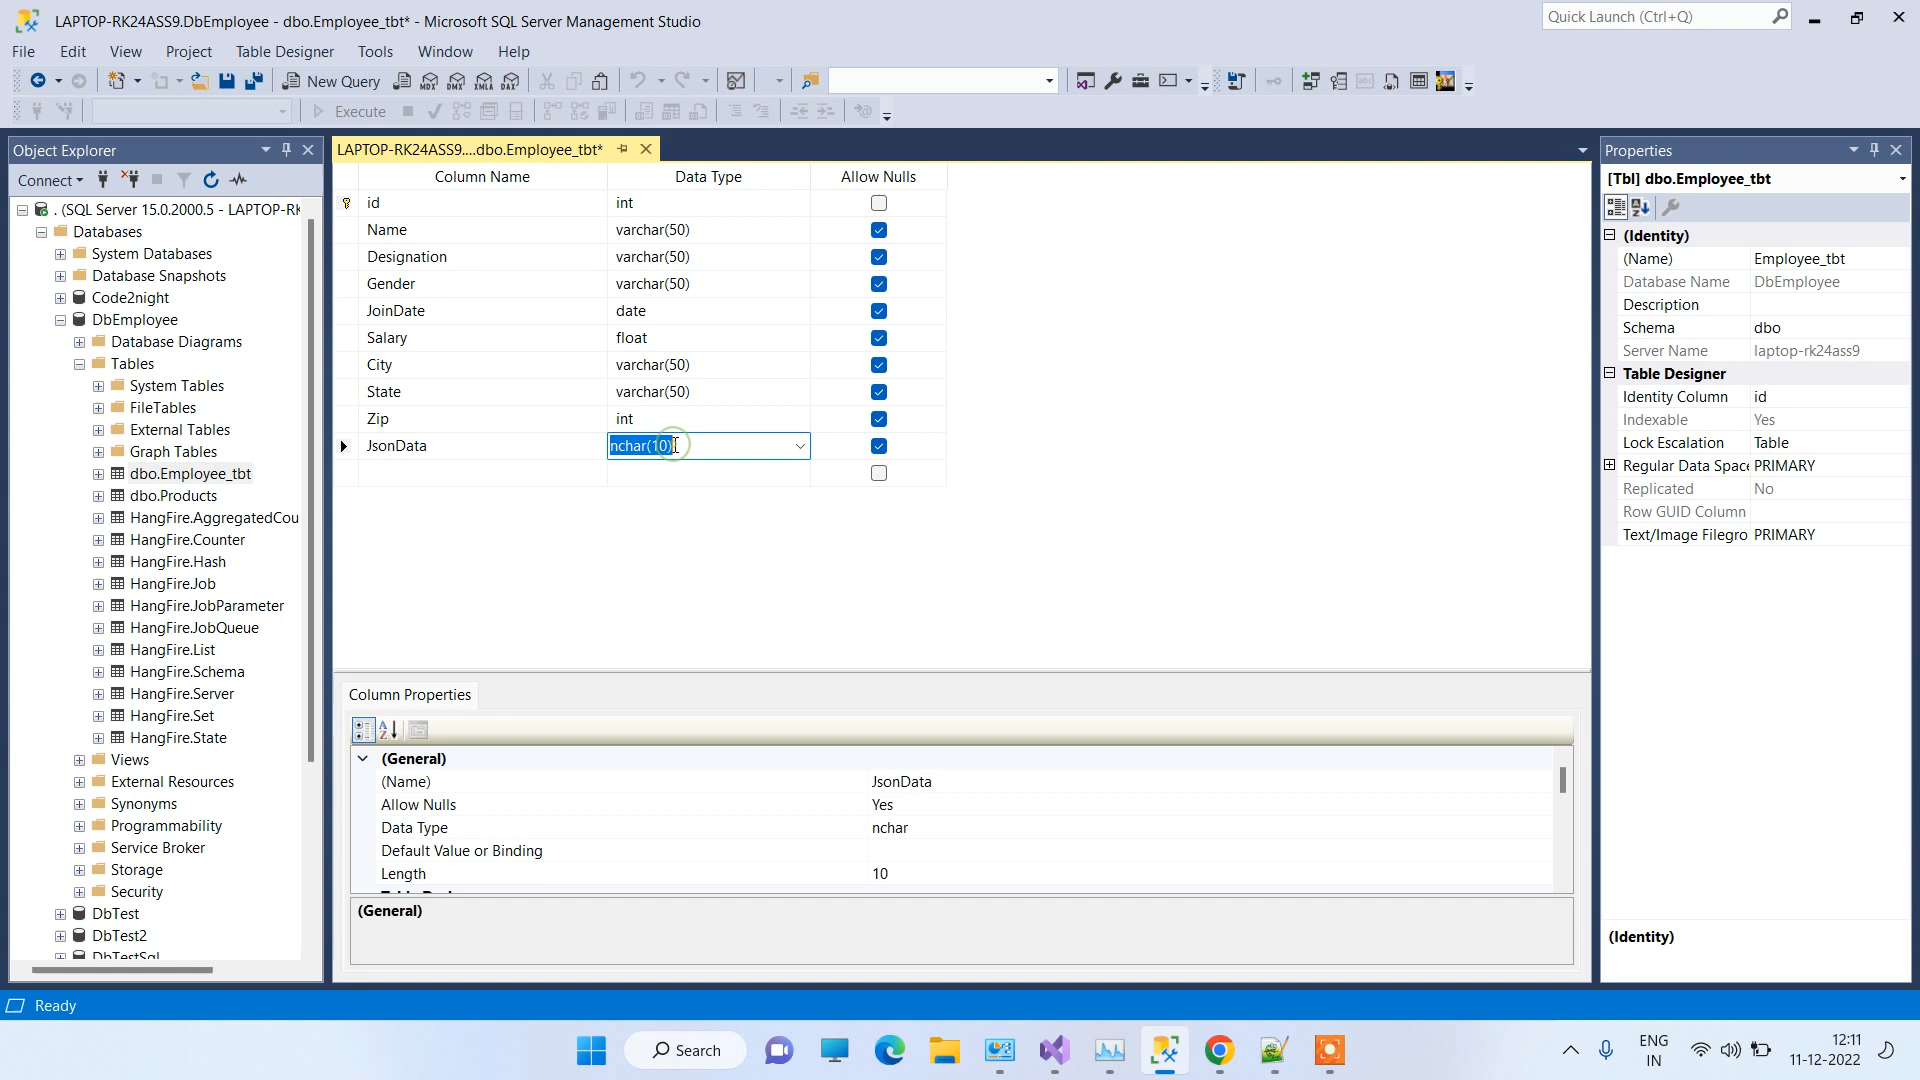 LAPTOP-RK24ASS9.DbEmployee - dbo.Employee_tbt* - Microsoft SQL Server Management Studio
Quick Launch (Ctrl+Q)
File Edit View Project Table Designer Tools Window Help
New Query
MDX DMX XMLA DAX
Execute
Object Explorer
Connect
. (SQL Server 15.0.2000.5 - LAPTOP-RK
Databases
System Databases
Database Snapshots
Code2night
DbEmployee
Database Diagrams
Tables
System Tables
FileTables
External Tables
Graph Tables
dbo.Employee_tbt
dbo.Products
HangFire.AggregatedCou
HangFire.Counter
HangFire.Hash
HangFire.Job
HangFire.JobParameter
HangFire.JobQueue
HangFire.List
HangFire.Schema
HangFire.Server
HangFire.Set
HangFire.State
Views
External Resources
Synonyms
Programmability
Service Broker
Storage
Security
DbTest
DbTest2
DbTestSql
LAPTOP-RK24ASS9....dbo.Employee_tbt*
Column Name Data Type Allow Nulls
id int
Name varchar(50)
Designation varchar(50)
Gender varchar(50)
JoinDate date
Salary float
City varchar(50)
State varchar(50)
Zip int
JsonData nchar(10)
Column Properties
(General)
(Name) JsonData
Allow Nulls Yes
Data Type nchar
Default Value or Binding
Length 10
(General)
Properties
[Tbl] dbo.Employee_tbt
(Identity)
(Name) Employee_tbt
Database Name DbEmployee
Description
Schema dbo
Server Name laptop-rk24ass9
Table Designer
Identity Column id
Indexable Yes
Lock Escalation Table
Regular Data Space PRIMARY
Replicated No
Row GUID Column
Text/Image Filegro PRIMARY
(Identity)
Ready
Search
ENG
IN
12:11
11-12-2022